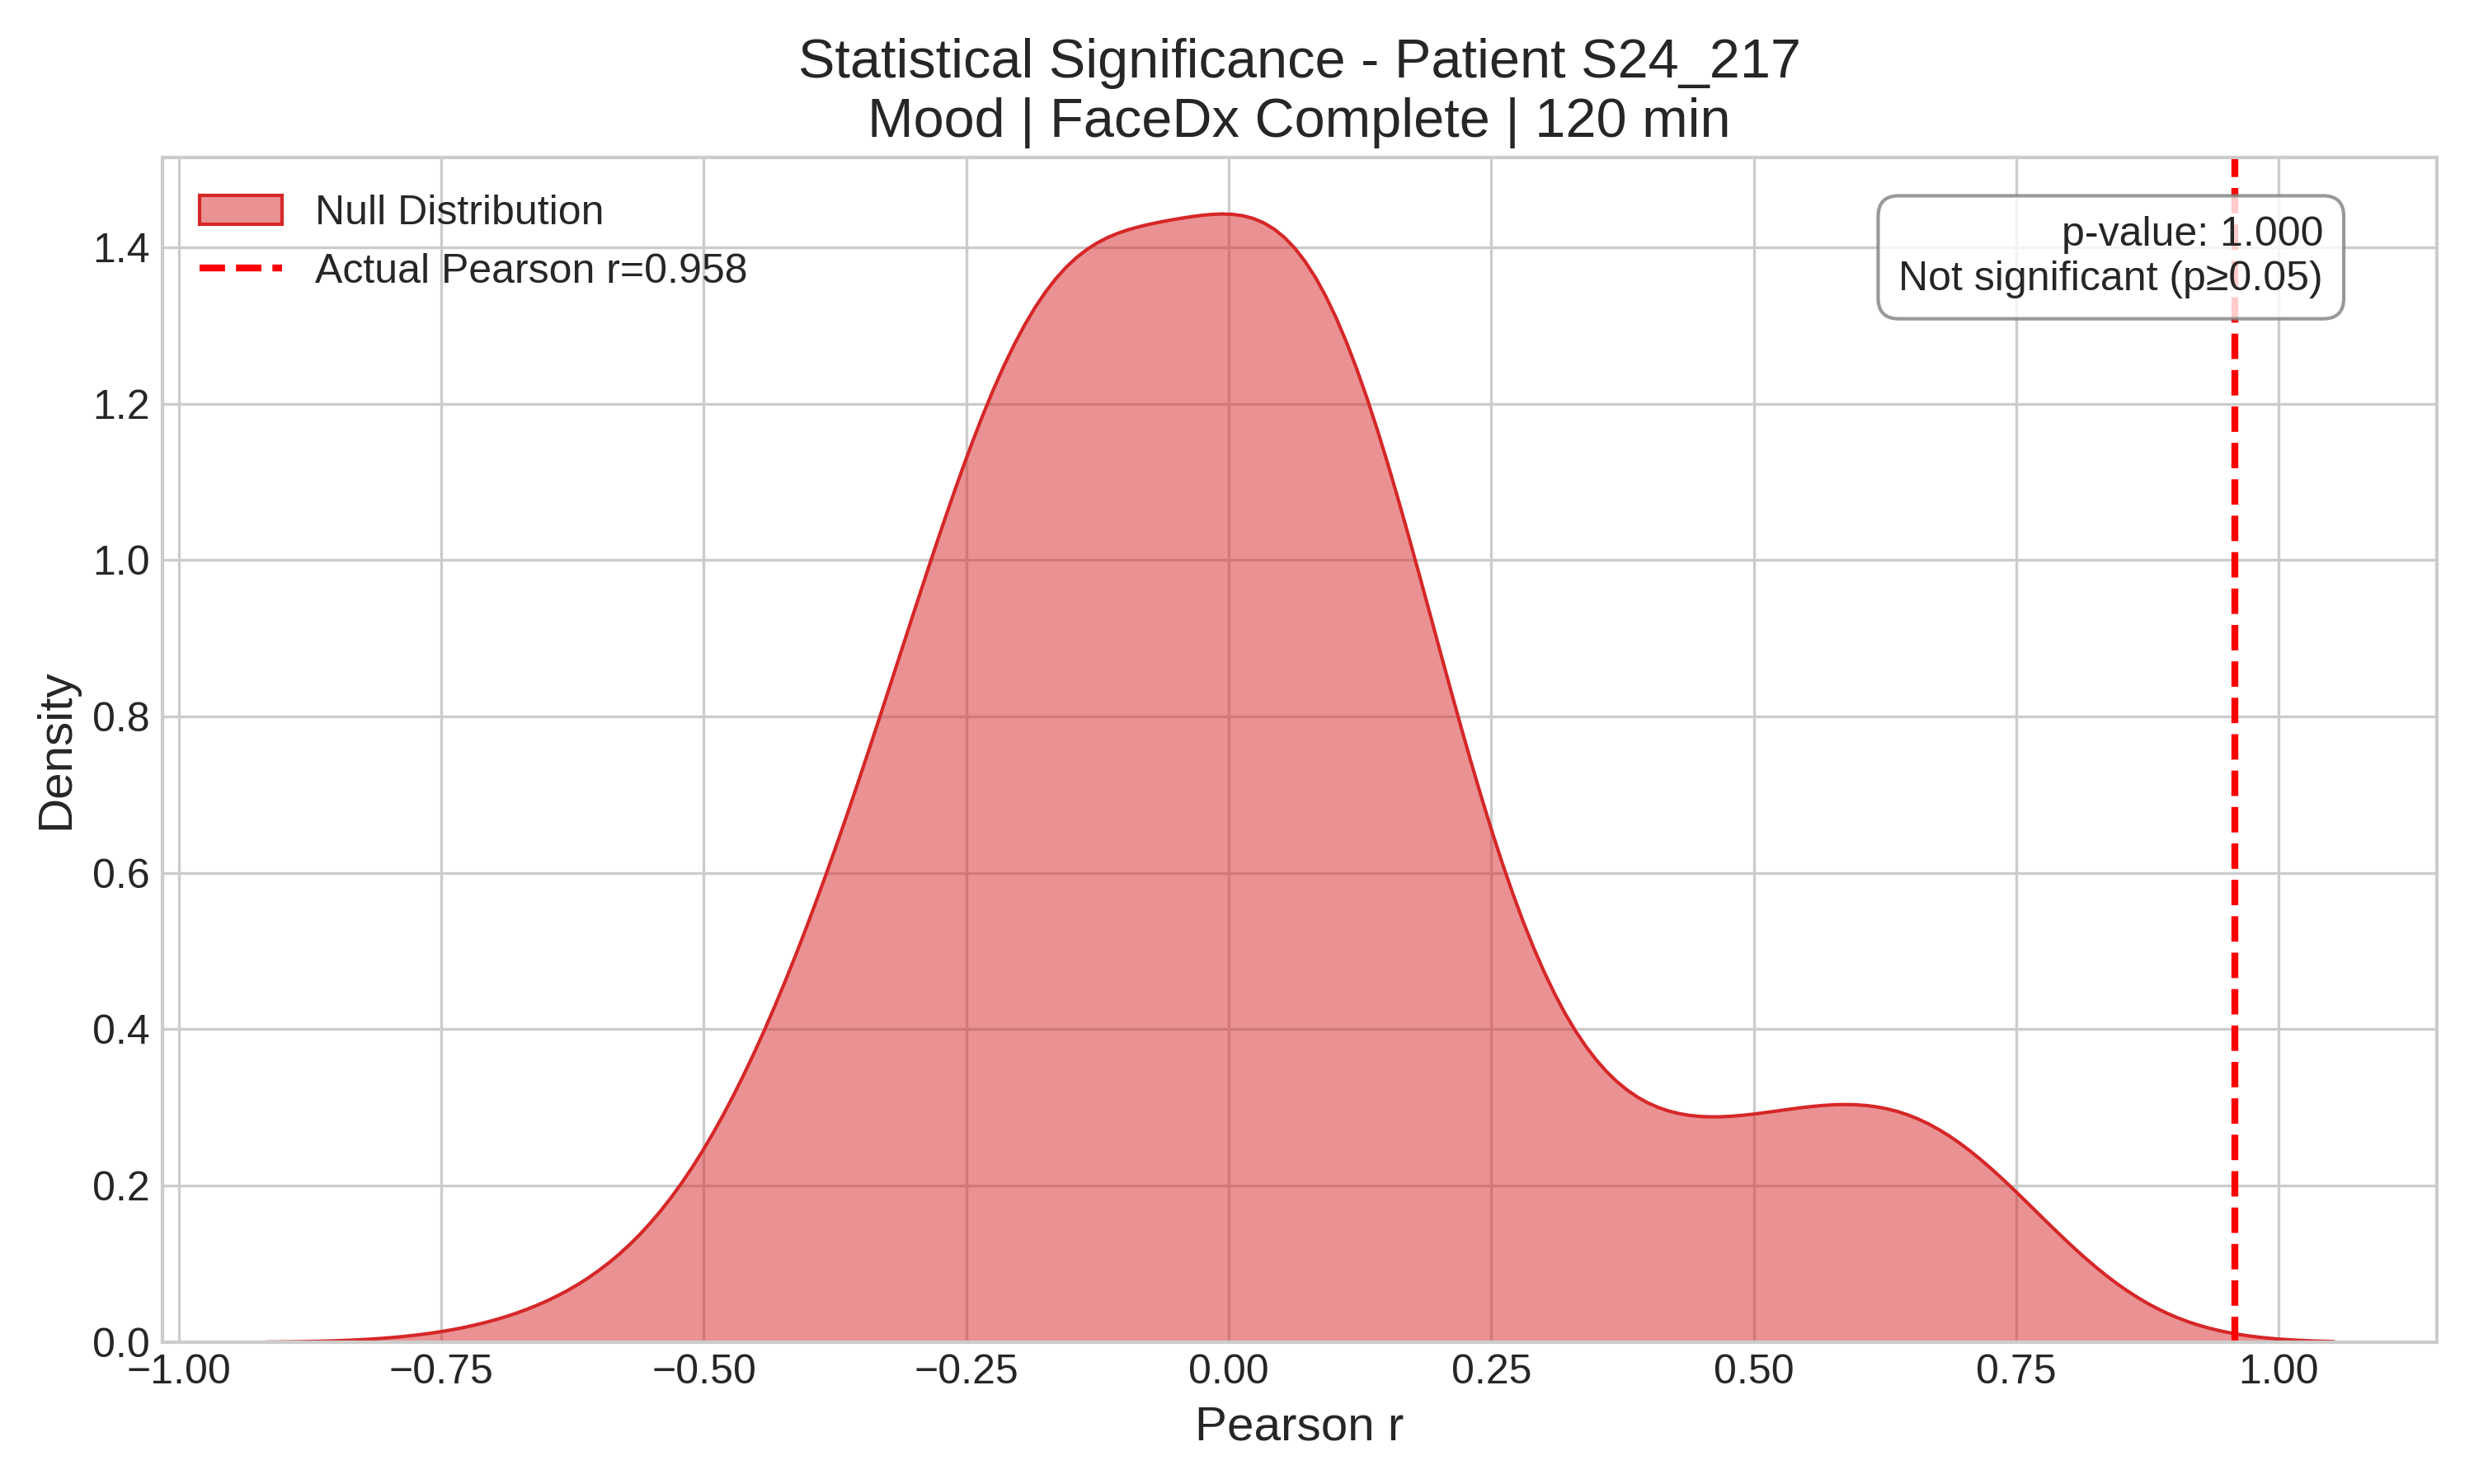 Statistical Significance - Patient S24_217
Mood | FaceDx Complete | 120 min
Null Distribution
Actual Pearson r=0.958
p-value: 1.000
Not significant (p≥0.05)
Density
1.4
1.2
1.0
0.8
0.6
0.4
0.2
0.0
−1.00 −0.75 −0.50 −0.25 0.00 0.25 0.50 0.75 1.00
Pearson r